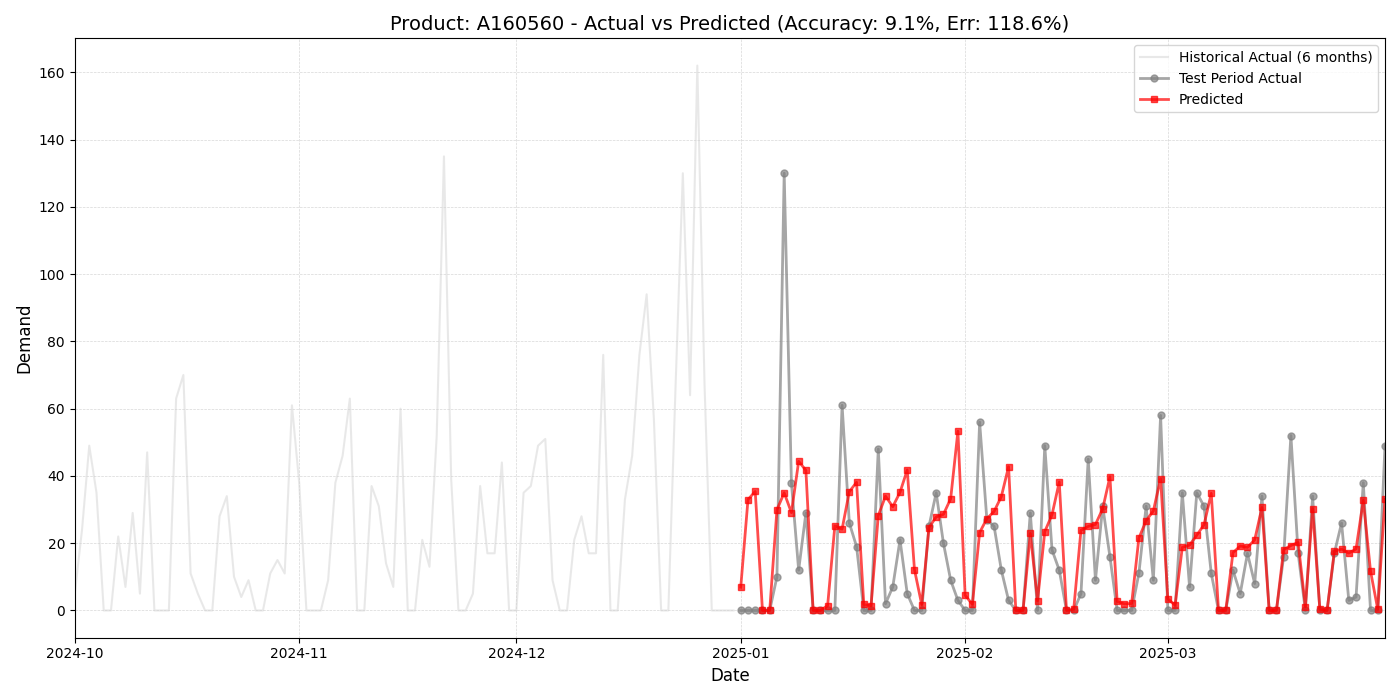 Product: A160560 - Actual vs Predicted (Accuracy: 9.1%, Err: 118.6%)
Historical Actual (6 months)
Test Period Actual
Predicted
Demand
160
140
120
100
80
60
40
20
0
2024-10
2024-11
2024-12
2025-01
2025-02
2025-03
Date